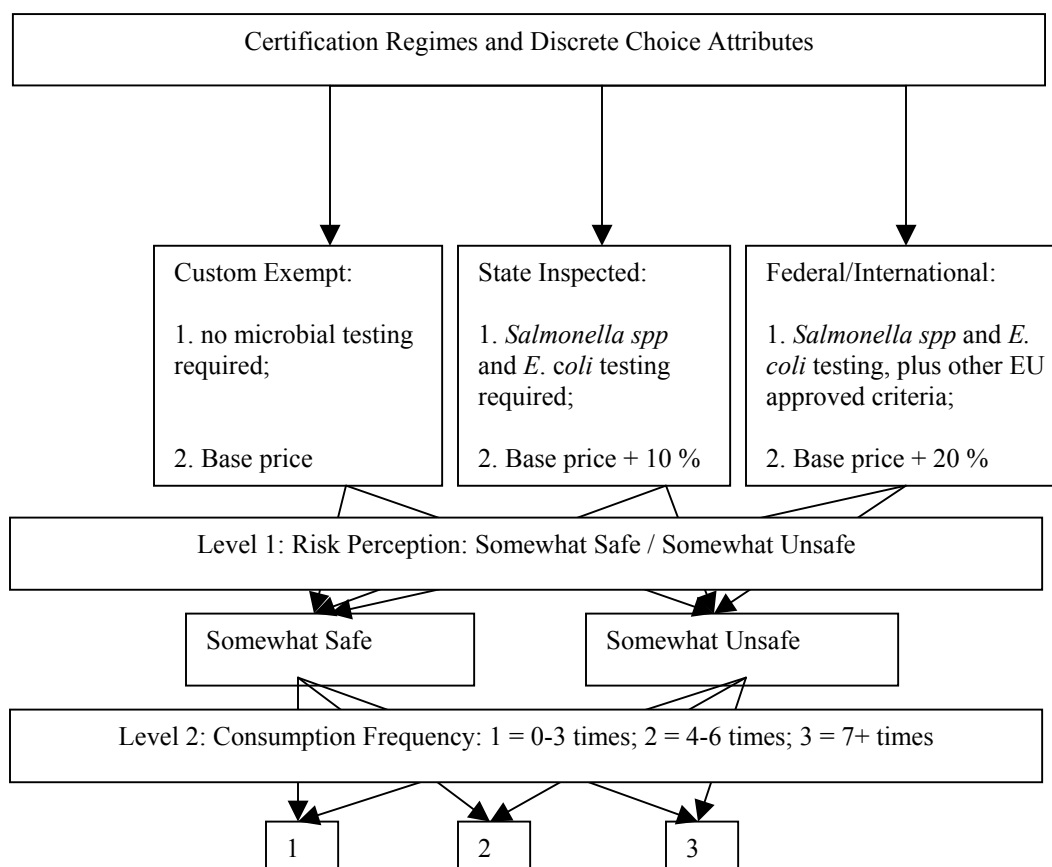 Certification Regimes and Discrete Choice Attributes
Custom Exempt:
1. no microbial testing
required;
2. Base price
State Inspected:
1. Salmonella spp
and E. coli testing
required;
2. Base price + 10 %
Federal/International:
1. Salmonella spp and E.
coli testing, plus other EU
approved criteria;
2. Base price + 20 %
Level 1: Risk Perception: Somewhat Safe / Somewhat Unsafe
Somewhat Safe
Somewhat Unsafe
Level 2: Consumption Frequency: 1 = 0-3 times; 2 = 4-6 times; 3 = 7+ times
1
2
3